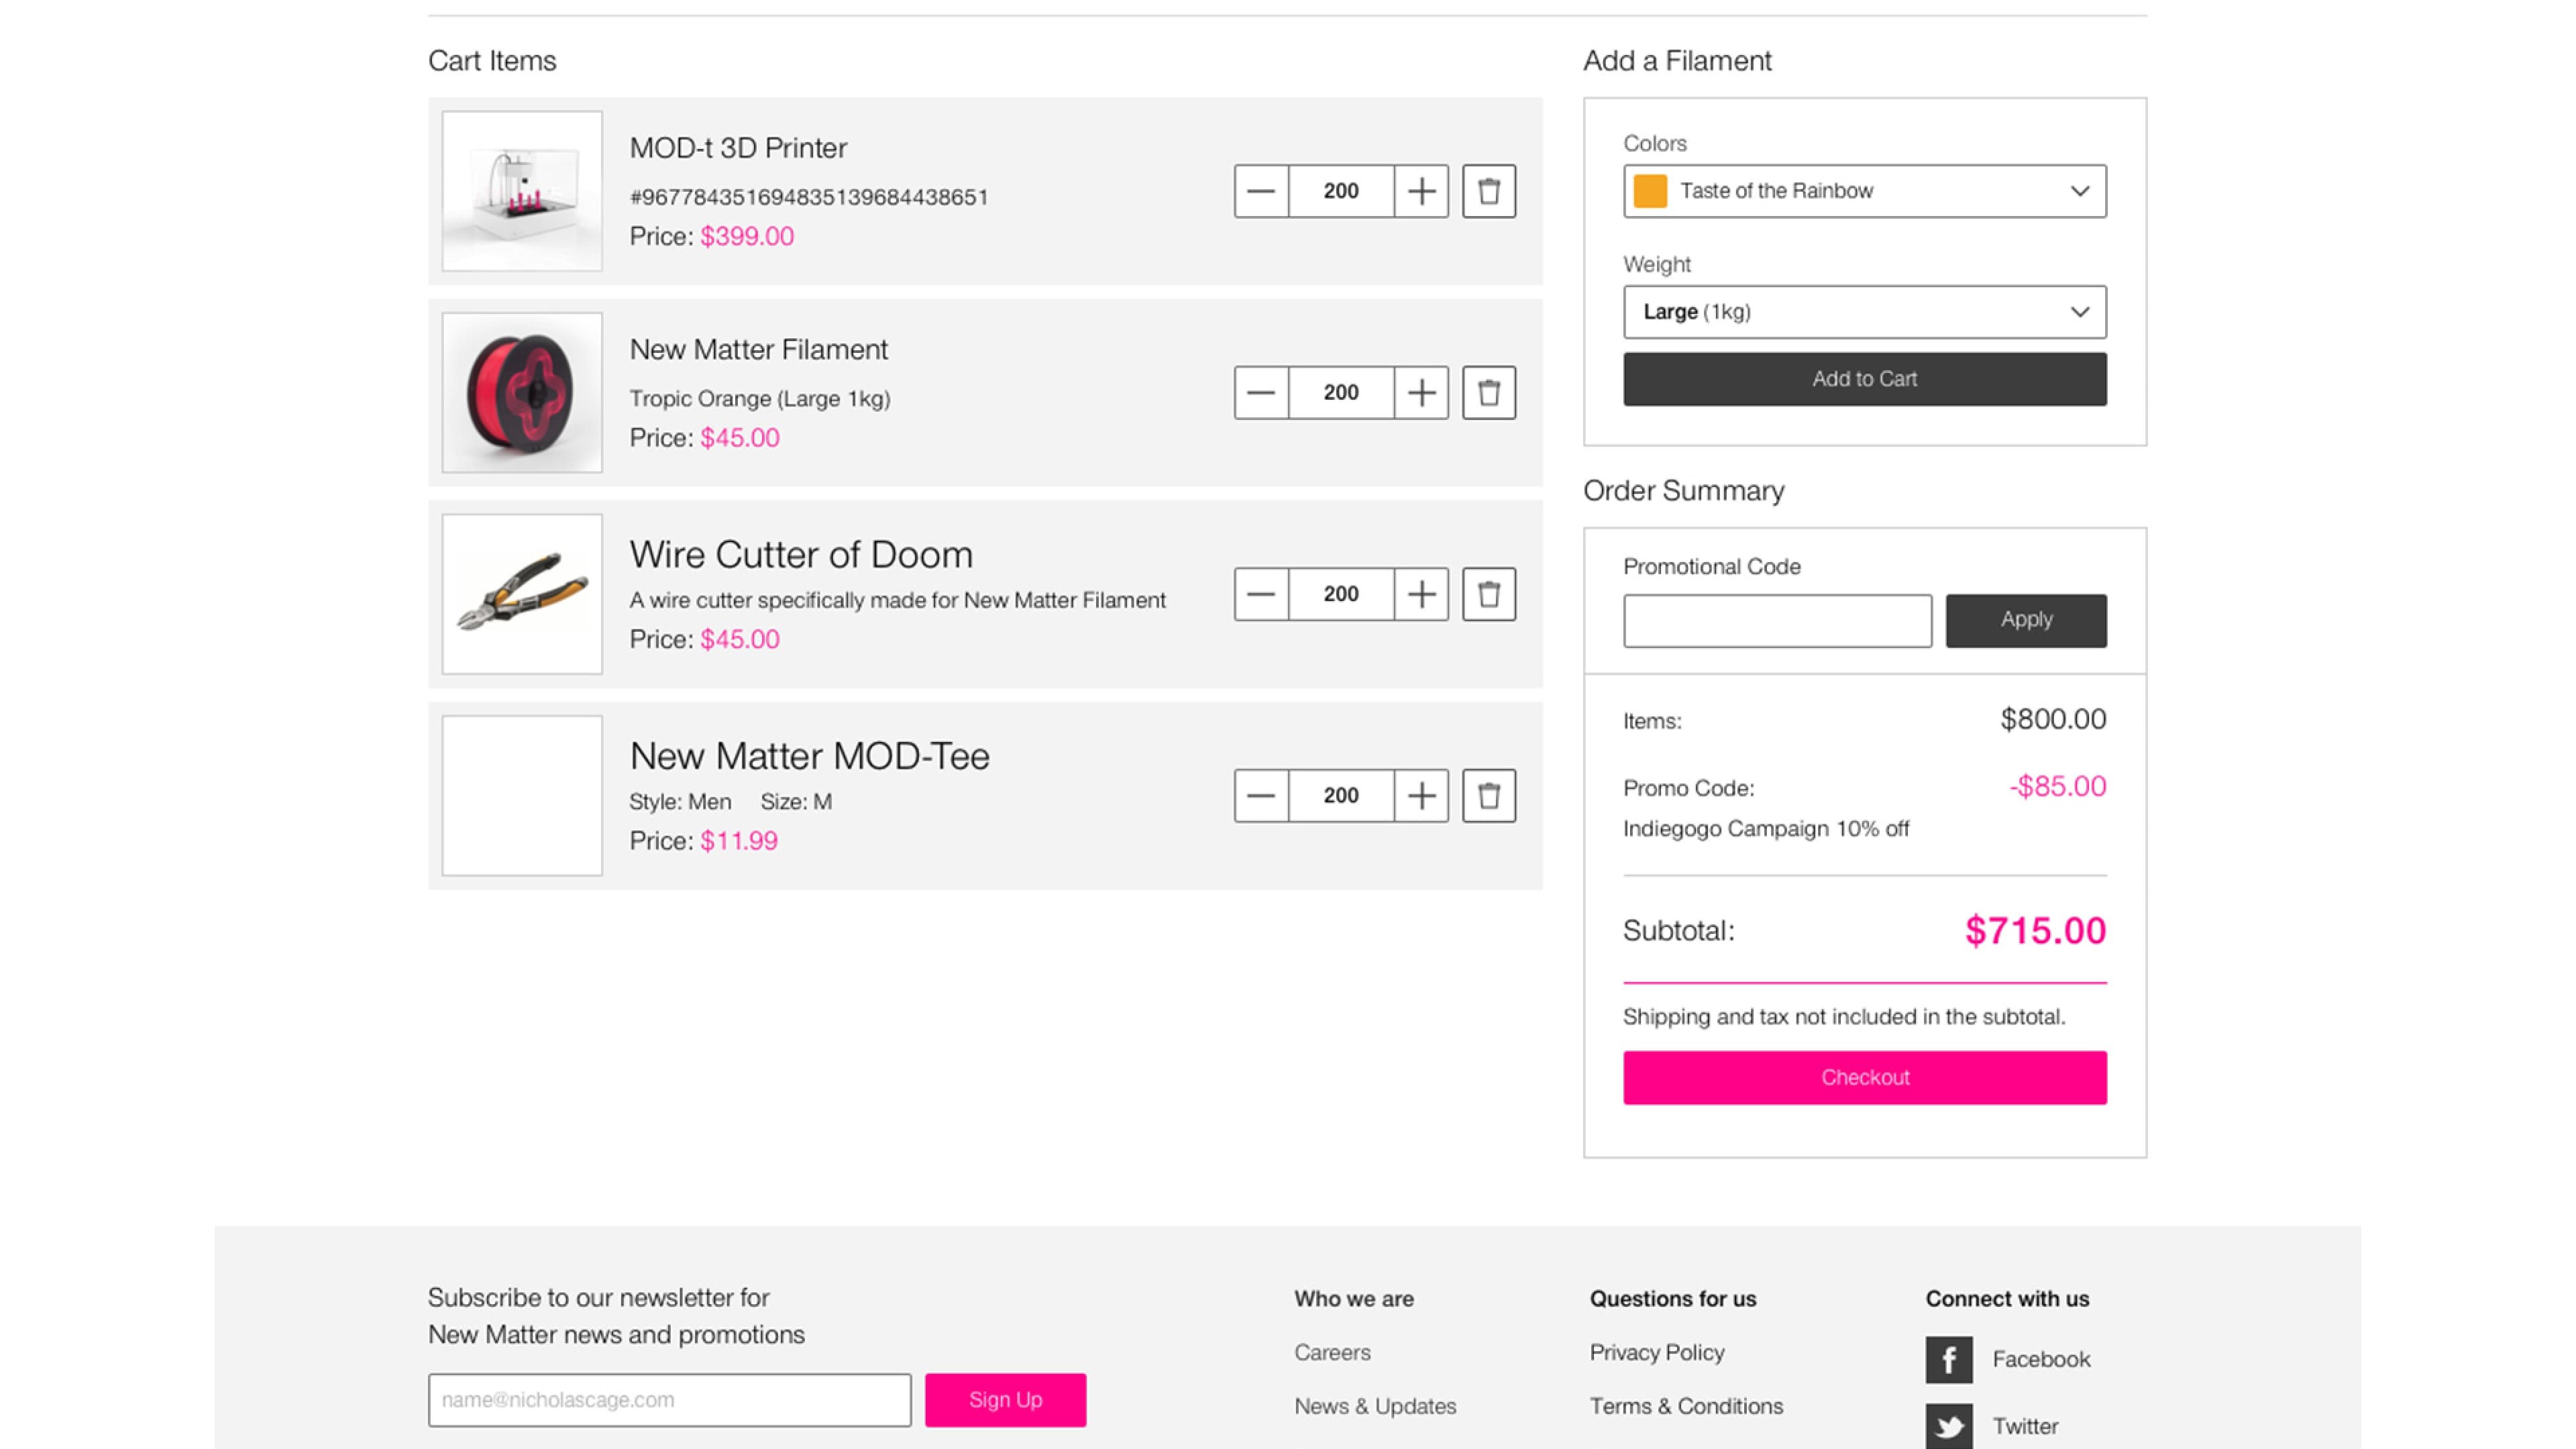 Cart Items
MOD-t 3D Printer
#967784351694835139684438651
Price: $399.00
200
New Matter Filament
Tropic Orange (Large 1kg)
Price: $45.00
200
Wire Cutter of Doom
A wire cutter specifically made for New Matter Filament
Price: $45.00
200
New Matter MOD-Tee
Style: Men Size: M
Price: $11.99
200
Add a Filament
Colors
Taste of the Rainbow
Weight
Large (1kg)
Add to Cart
Order Summary
Promotional Code
Apply
Items: $800.00
Promo Code: -$85.00
Indiegogo Campaign 10% off
Subtotal: $715.00
Shipping and tax not included in the subtotal.
Checkout
Subscribe to our newsletter for
New Matter news and promotions
name@nicholascage.com
Sign Up
Who we are
Careers
News & Updates
Questions for us
Privacy Policy
Terms & Conditions
Connect with us
Facebook
Twitter